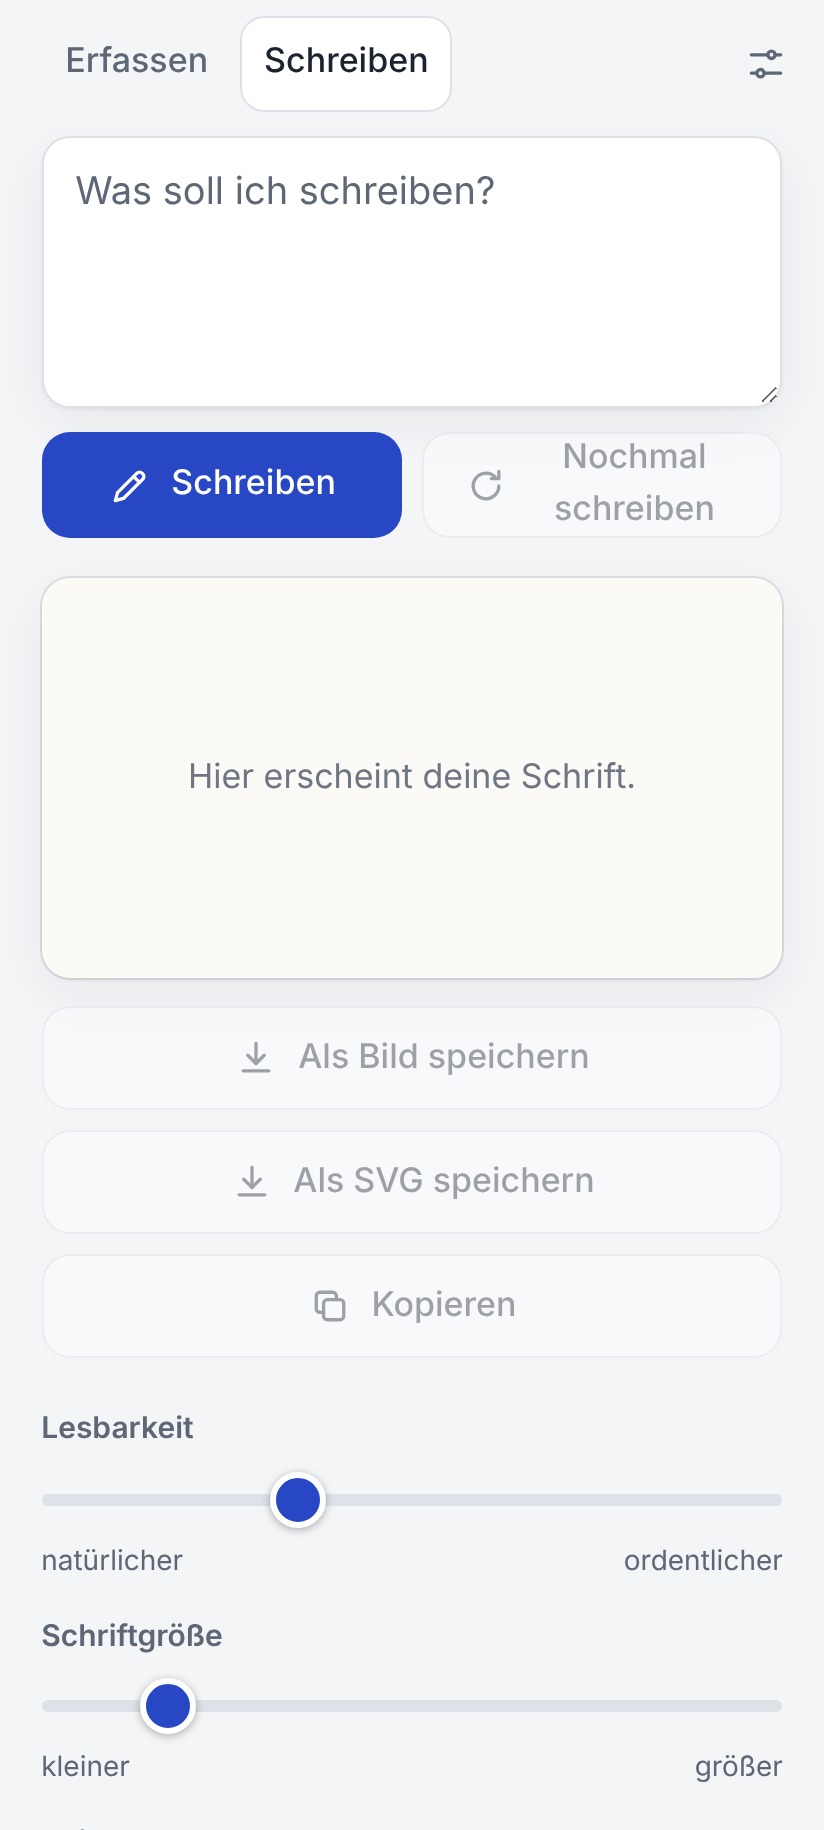 Erfassen Schreiben
Was soll ich schreiben?
Schreiben
Nochmal
schreiben
Hier erscheint deine Schrift.
Als Bild speichern
Als SVG speichern
Kopieren
Lesbarkeit
natürlicher ordentlicher
Schriftgröße
kleiner größer